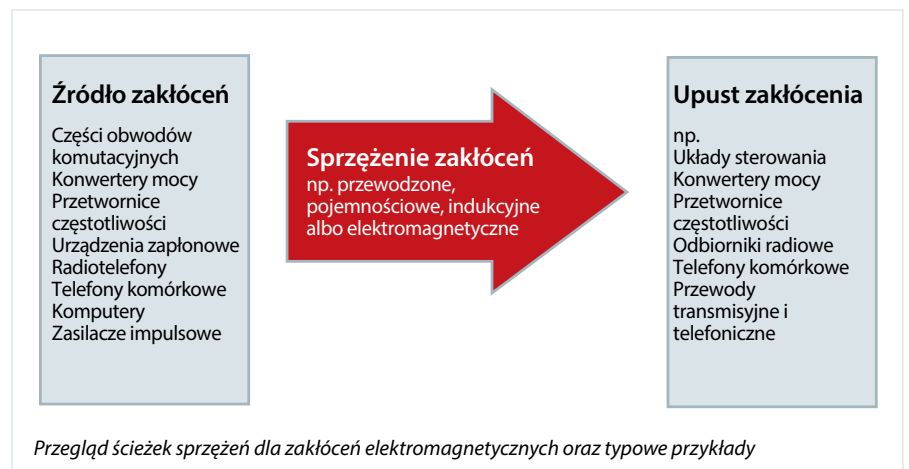 Źródło zakłóceń
Części obwodów
komutacyjnych
Konwertery mocy
Przetwornice
częstotliwości
Urządzenia zapłonowe
Radiotelefony
Telefony komórkowe
Komputery
Zasilacze impulsowe
Sprzężenie zakłóceń
np. przewodzone,
pojemnościowe, indukcyjne
albo elektromagnetyczne
Upust zakłócenia
np.
Układy sterowania
Konwertery mocy
Przetwornice
częstotliwości
Odbiorniki radiowe
Telefony komórkowe
Przewody
transmisyjne i
telefoniczne
Przegląd ścieżek sprzężeń dla zakłóceń elektromagnetycznych oraz typowe przykłady